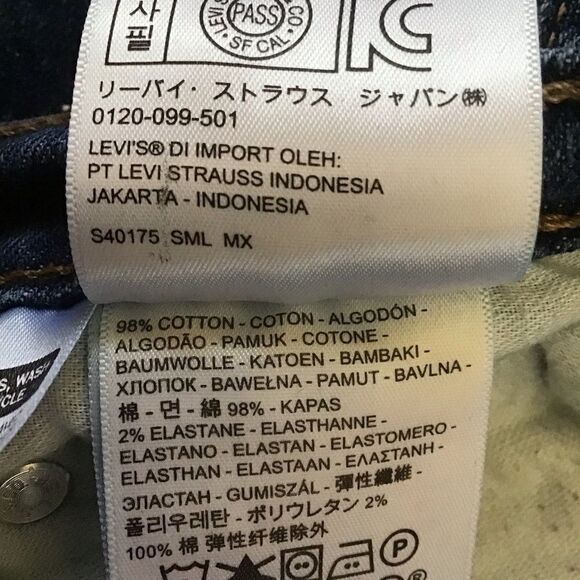 사
필
LEVI S
PASS
CO
SF CAL
リーバイ・ストラウス ジャパン㈱
0120-099-501
LEVI'S® DI IMPORT OLEH:
PT LEVI STRAUSS INDONESIA
JAKARTA - INDONESIA
S40175 SML MX
98% COTTON - COTON - ALGODÓN -
ALGODÃO - PAMUK - COTONE -
BAUMWOLLE - KATOEN - BAMBAKI -
ХЛОПОК - BAWEŁNA - PAMUT - BAVLNA -
棉 - 면 - 綿 98% - KAPAS
2% ELASTANE - ELASTHANNE -
ELASTANO - ELASTAN - ELASTOMERO -
ELASTHAN - ELASTAAN - ΕΛΑΣΤΑΝΗ -
ЭЛАСТАН - GUMISZÁL - 彈性纖維 -
폴리우레탄 - ポリウレタン 2%
100% 棉 弹性纤维除外
P
S, WASH
CLE